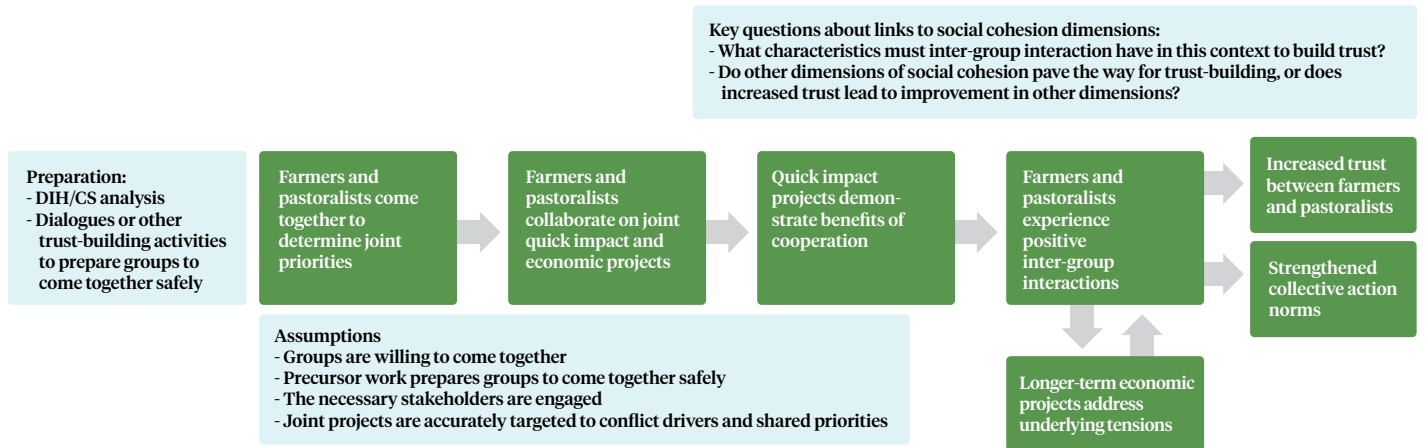 Key questions about links to social cohesion dimensions:
- What characteristics must inter-group interaction have in this context to build trust?
- Do other dimensions of social cohesion pave the way for trust-building, or does
increased trust lead to improvement in other dimensions?
Preparation:
- DIH/CS analysis
- Dialogues or other
trust-building activities
to prepare groups to
come together safely
Farmers and
pastoralists come
together to
determine joint
priorities
Farmers and
pastoralists
collaborate on joint
quick impact and
economic projects
Quick impact
projects demon-
strate benefits of
cooperation
Farmers and
pastoralists
experience
positive
inter-group
interactions
Increased trust
between farmers
and pastoralists
Strengthened
collective action
norms
Assumptions
- Groups are willing to come together
- Precursor work prepares groups to come together safely
- The necessary stakeholders are engaged
- Joint projects are accurately targeted to conflict drivers and shared priorities
Longer-term economic
projects address
underlying tensions